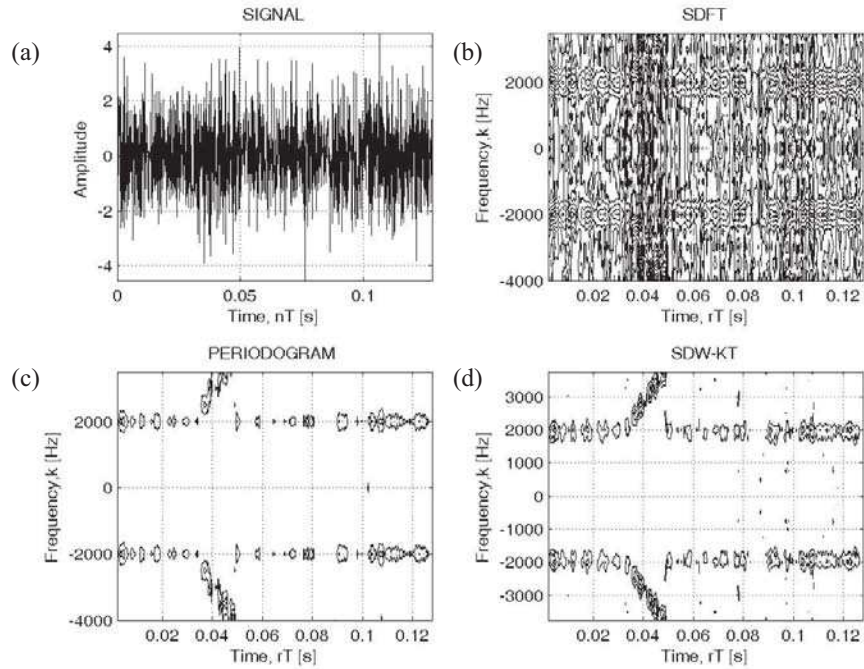 (a)
SIGNAL
4
2
0
-2
-4
Amplitude
0 0.05 0.1
Time, nT [s]
(b)
SDFT
2000
0
-2000
-4000
Frequency,k [Hz]
0.02 0.04 0.06 0.08 0.1 0.12
Time, rT [s]
(c)
PERIODOGRAM
2000
0
-2000
-4000
Frequency,k [Hz]
0.02 0.04 0.06 0.08 0.1 0.12
Time, rT [s]
(d)
SDW-KT
3000
2000
1000
0
-1000
-2000
-3000
Frequency,k [Hz]
0.02 0.04 0.06 0.08 0.1 0.12
Time, rT [s]